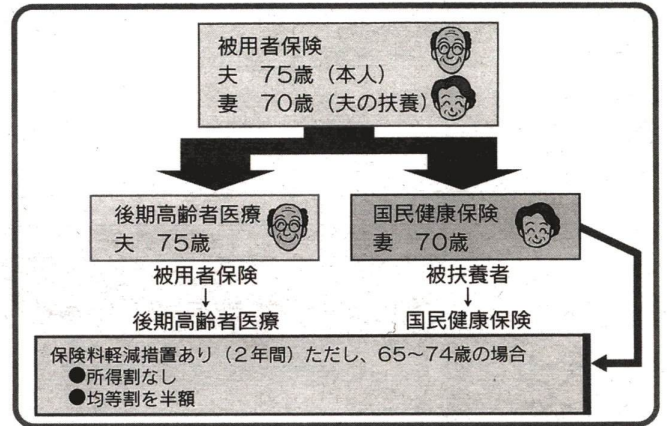 被用者保険
夫　75歳（本人）
妻　70歳（夫の扶養）
後期高齢者医療
夫　75歳
国民健康保険
妻　70歳
被用者保険
↓
後期高齢者医療
被扶養者
↓
国民健康保険
保険料軽減措置あり（2年間）ただし、65〜74歳の場合
●所得割なし
●均等割を半額